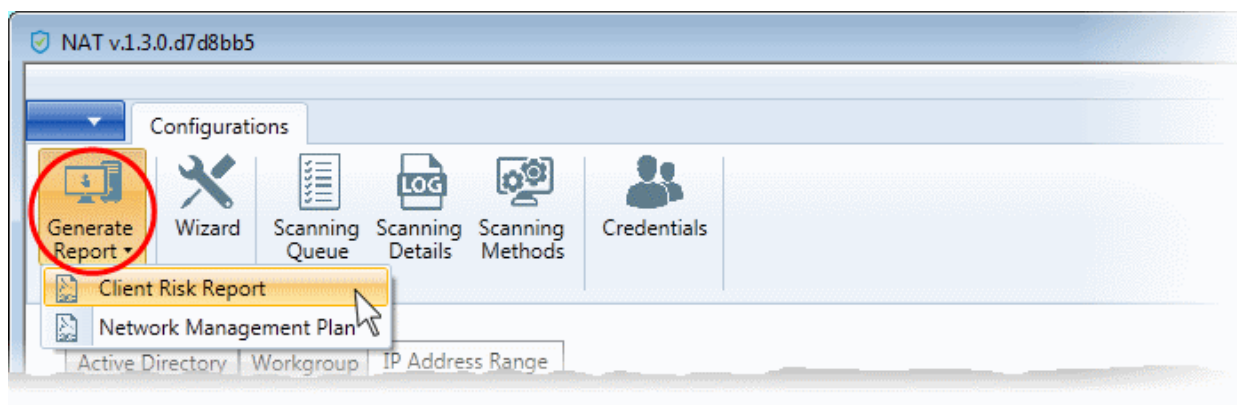 NAT v.1.3.0.d7d8bb5
Configurations
Generate
Report
Wizard
Scanning
Queue
LOG
Scanning
Details
Scanning
Methods
Credentials
Client Risk Report
Network Management Plan
Active Directory
Workgroup
IP Address Range